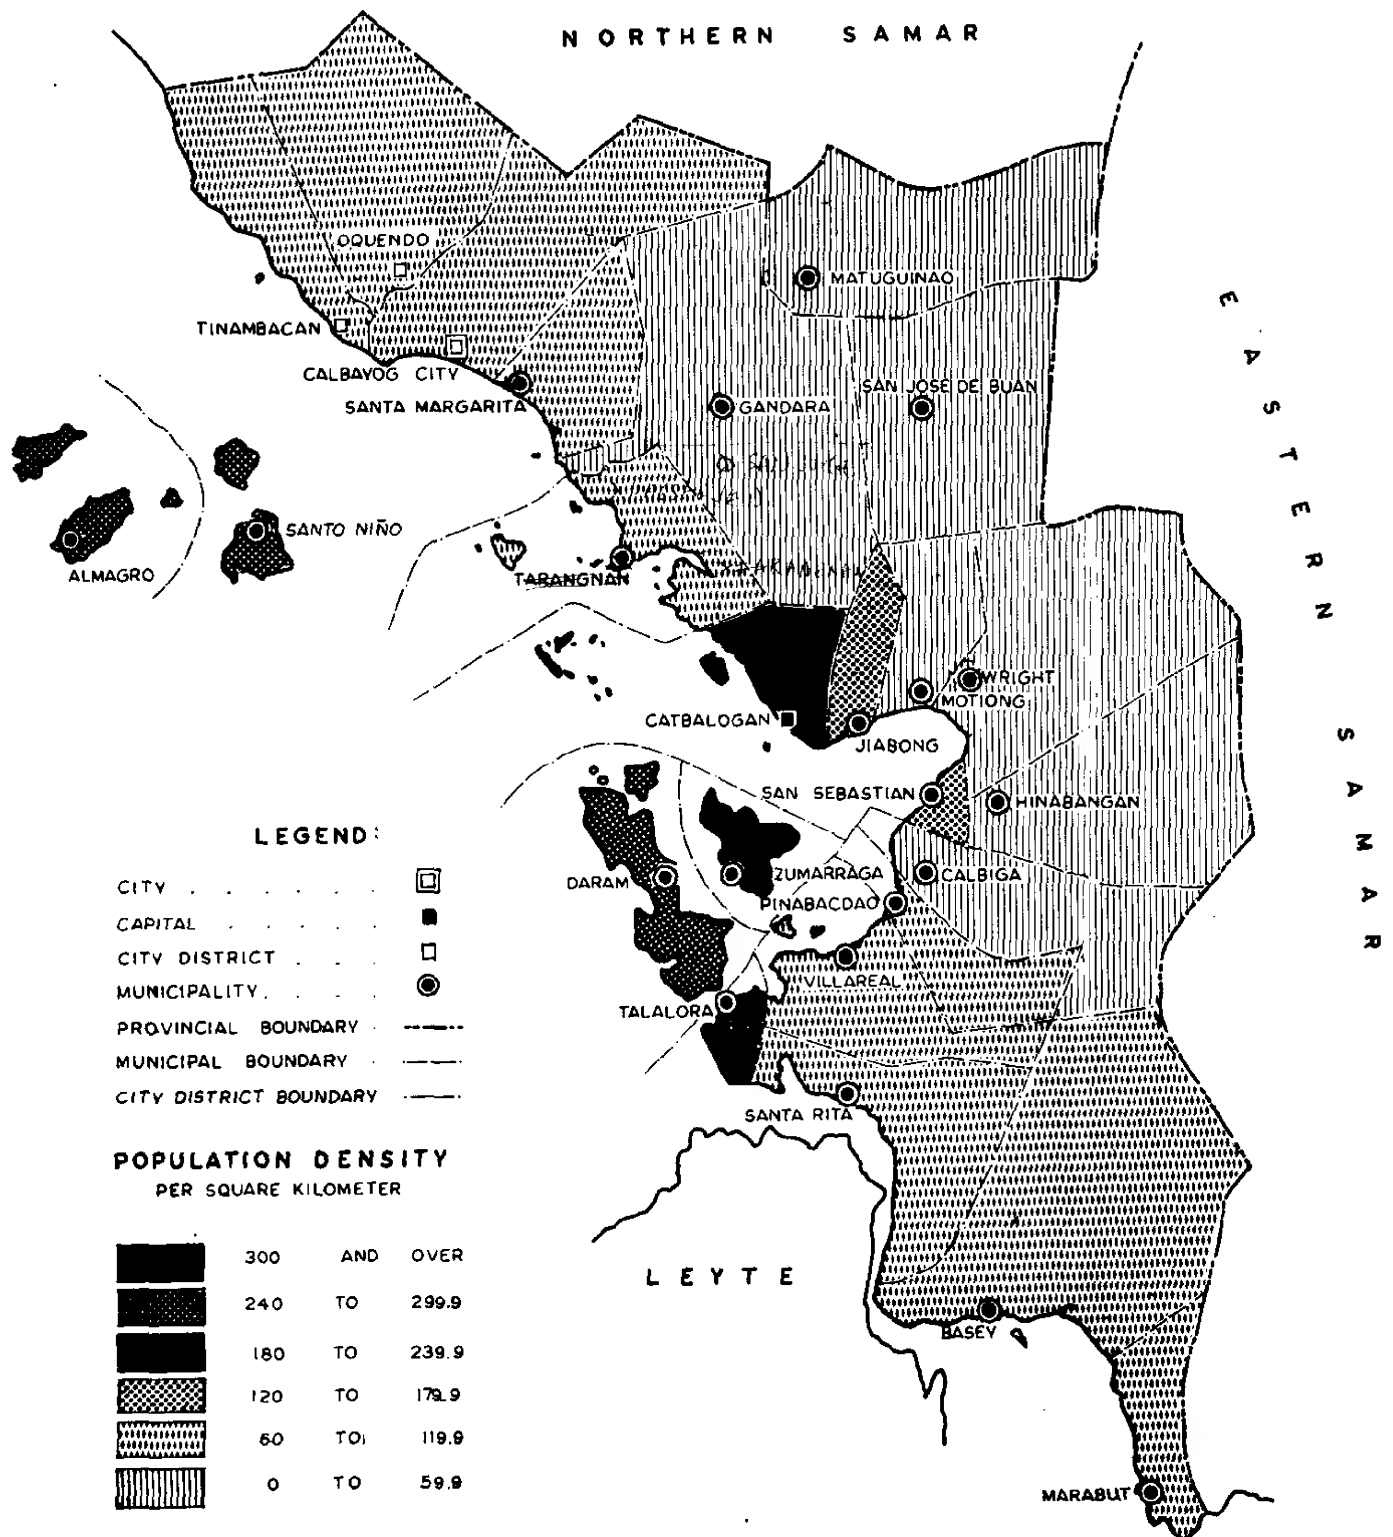 NORTHERN SAMAR
OQUENDO
MATUGUINAO
TINAMBACAN
CALBAYOG CITY
SANTA MARGARITA
SAN JOSE DE BUAN
GANDARA
SANTO NIÑO
ALMAGRO
TARANGNAN
EASTERN SAMAR
WRIGHT
MOTIONG
CATBALOGAN
JIABONG
SAN SEBASTIAN
HINABANGAN
DARAM
ZUMARRAGA
CALBIGA
PINABACDAO
VILLAREAL
TALALORA
SANTA RITA
LEYTE
BASEY
MARABUT
LEGEND:
CITY . . . . . .
CAPITAL . . . . .
CITY DISTRICT . . .
MUNICIPALITY . . . .
PROVINCIAL BOUNDARY .
MUNICIPAL BOUNDARY .
CITY DISTRICT BOUNDARY
POPULATION DENSITY
PER SQUARE KILOMETER
300 AND OVER
240 TO 299.9
180 TO 239.9
120 TO 179.9
60 TO 119.9
0 TO 59.9